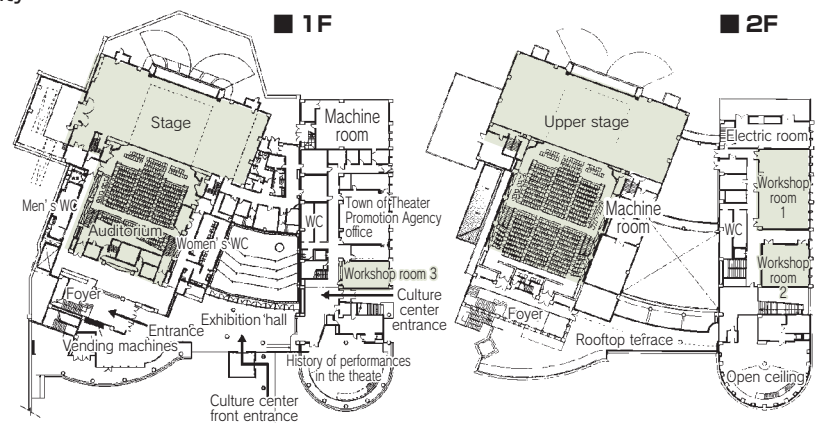 ■ 1F
Stage
Machine
room
Men's WC
Auditorium
Women's WC
WC
Town of Theater
Promotion Agency
office
Workshop room 3
Foyer
Culture
center
entrance
Entrance
Exhibition hall
Vending machines
History of performances
in the theate
Culture center
front entrance
■ 2F
Upper stage
Electric room
Workshop
room
1
Machine
room
WC
Workshop
room
2
Foyer
Rooftop terrace
Open ceiling